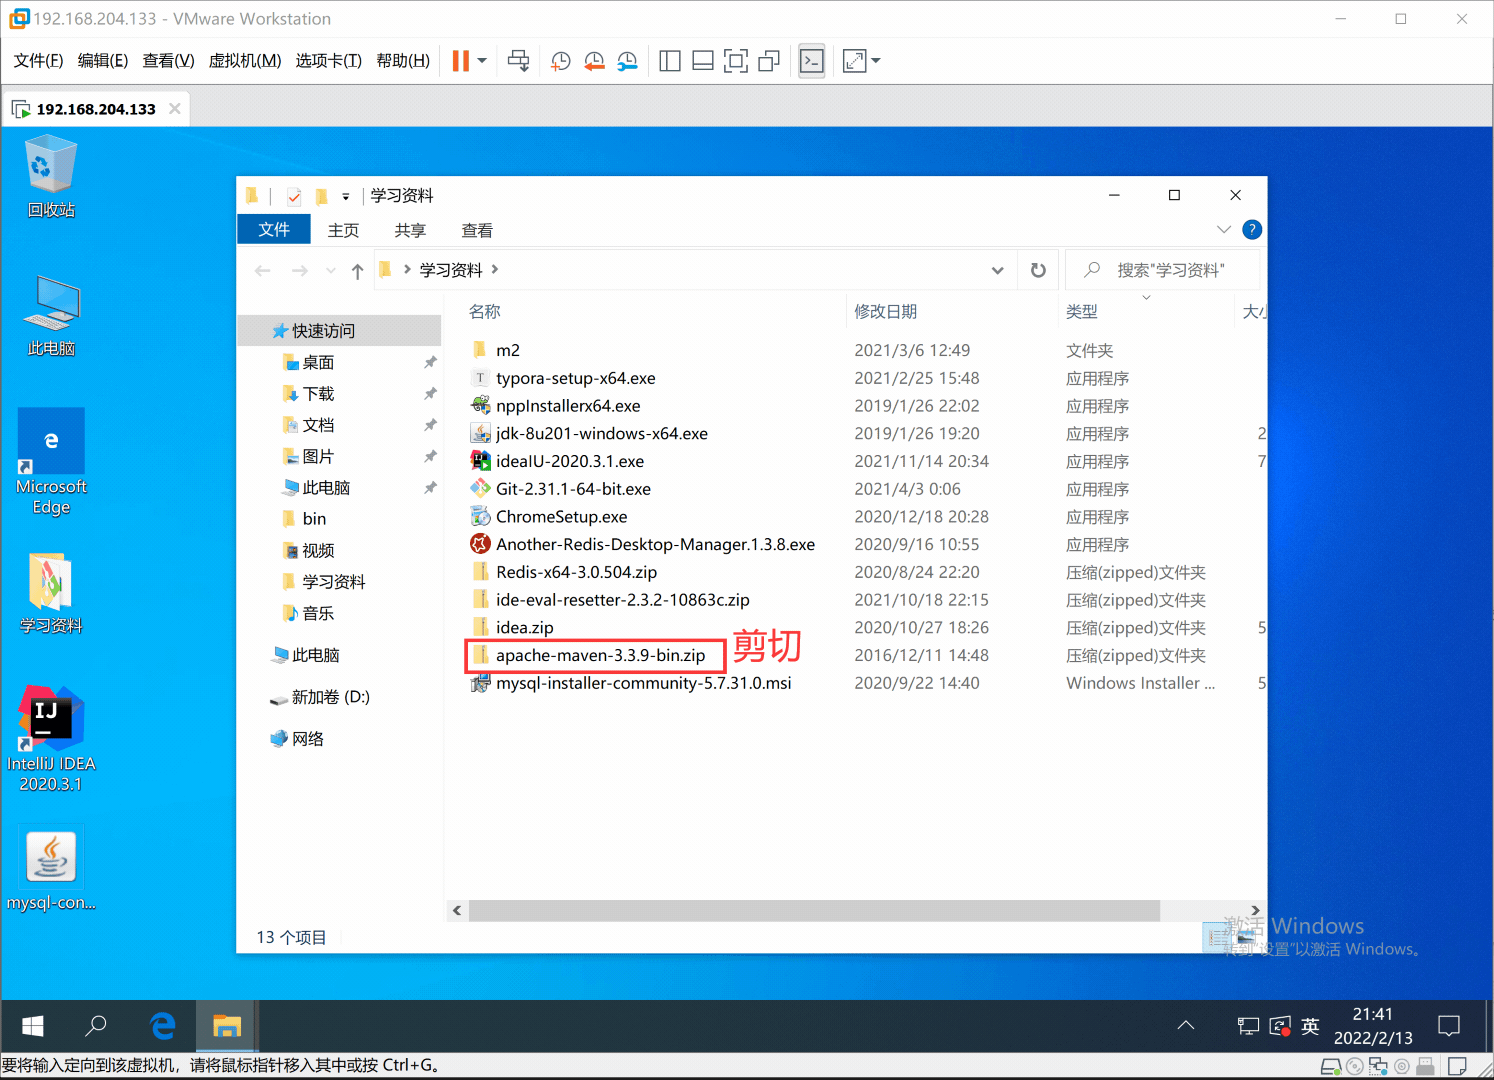 192.168.204.133 - VMware Workstation
文件(F) 编辑(E) 查看(V) 虚拟机(M) 选项卡(T) 帮助(H)
192.168.204.133
回收站
此电脑
Microsoft
Edge
学习资料
IntelliJ IDEA
2020.3.1
mysql-con...
学习资料
文件 主页 共享 查看
学习资料
搜索"学习资料"
快速访问
桌面
下载
文档
图片
此电脑
bin
视频
学习资料
音乐
此电脑
新加卷 (D:)
网络
名称 修改日期 类型 大小
m2 2021/3/6 12:49 文件夹
typora-setup-x64.exe 2021/2/25 15:48 应用程序
nppInstallerx64.exe 2019/1/26 22:02 应用程序
jdk-8u201-windows-x64.exe 2019/1/26 19:20 应用程序 2
ideaIU-2020.3.1.exe 2021/11/14 20:34 应用程序 7
Git-2.31.1-64-bit.exe 2021/4/3 0:06 应用程序
ChromeSetup.exe 2020/12/18 20:28 应用程序
Another-Redis-Desktop-Manager.1.3.8.exe 2020/9/16 10:55 应用程序
Redis-x64-3.0.504.zip 2020/8/24 22:20 压缩(zipped)文件夹
ide-eval-resetter-2.3.2-10863c.zip 2021/10/18 22:15 压缩(zipped)文件夹
idea.zip 2020/10/27 18:26 压缩(zipped)文件夹 5
apache-maven-3.3.9-bin.zip 剪切 2016/12/11 14:48 压缩(zipped)文件夹
mysql-installer-community-5.7.31.0.msi 2020/9/22 14:40 Windows Installer ... 5
13 个项目
激活 Windows
转到"设置"以激活 Windows。
英
21:41
2022/2/13
要将输入定向到该虚拟机，请将鼠标指针移入其中或按 Ctrl+G。